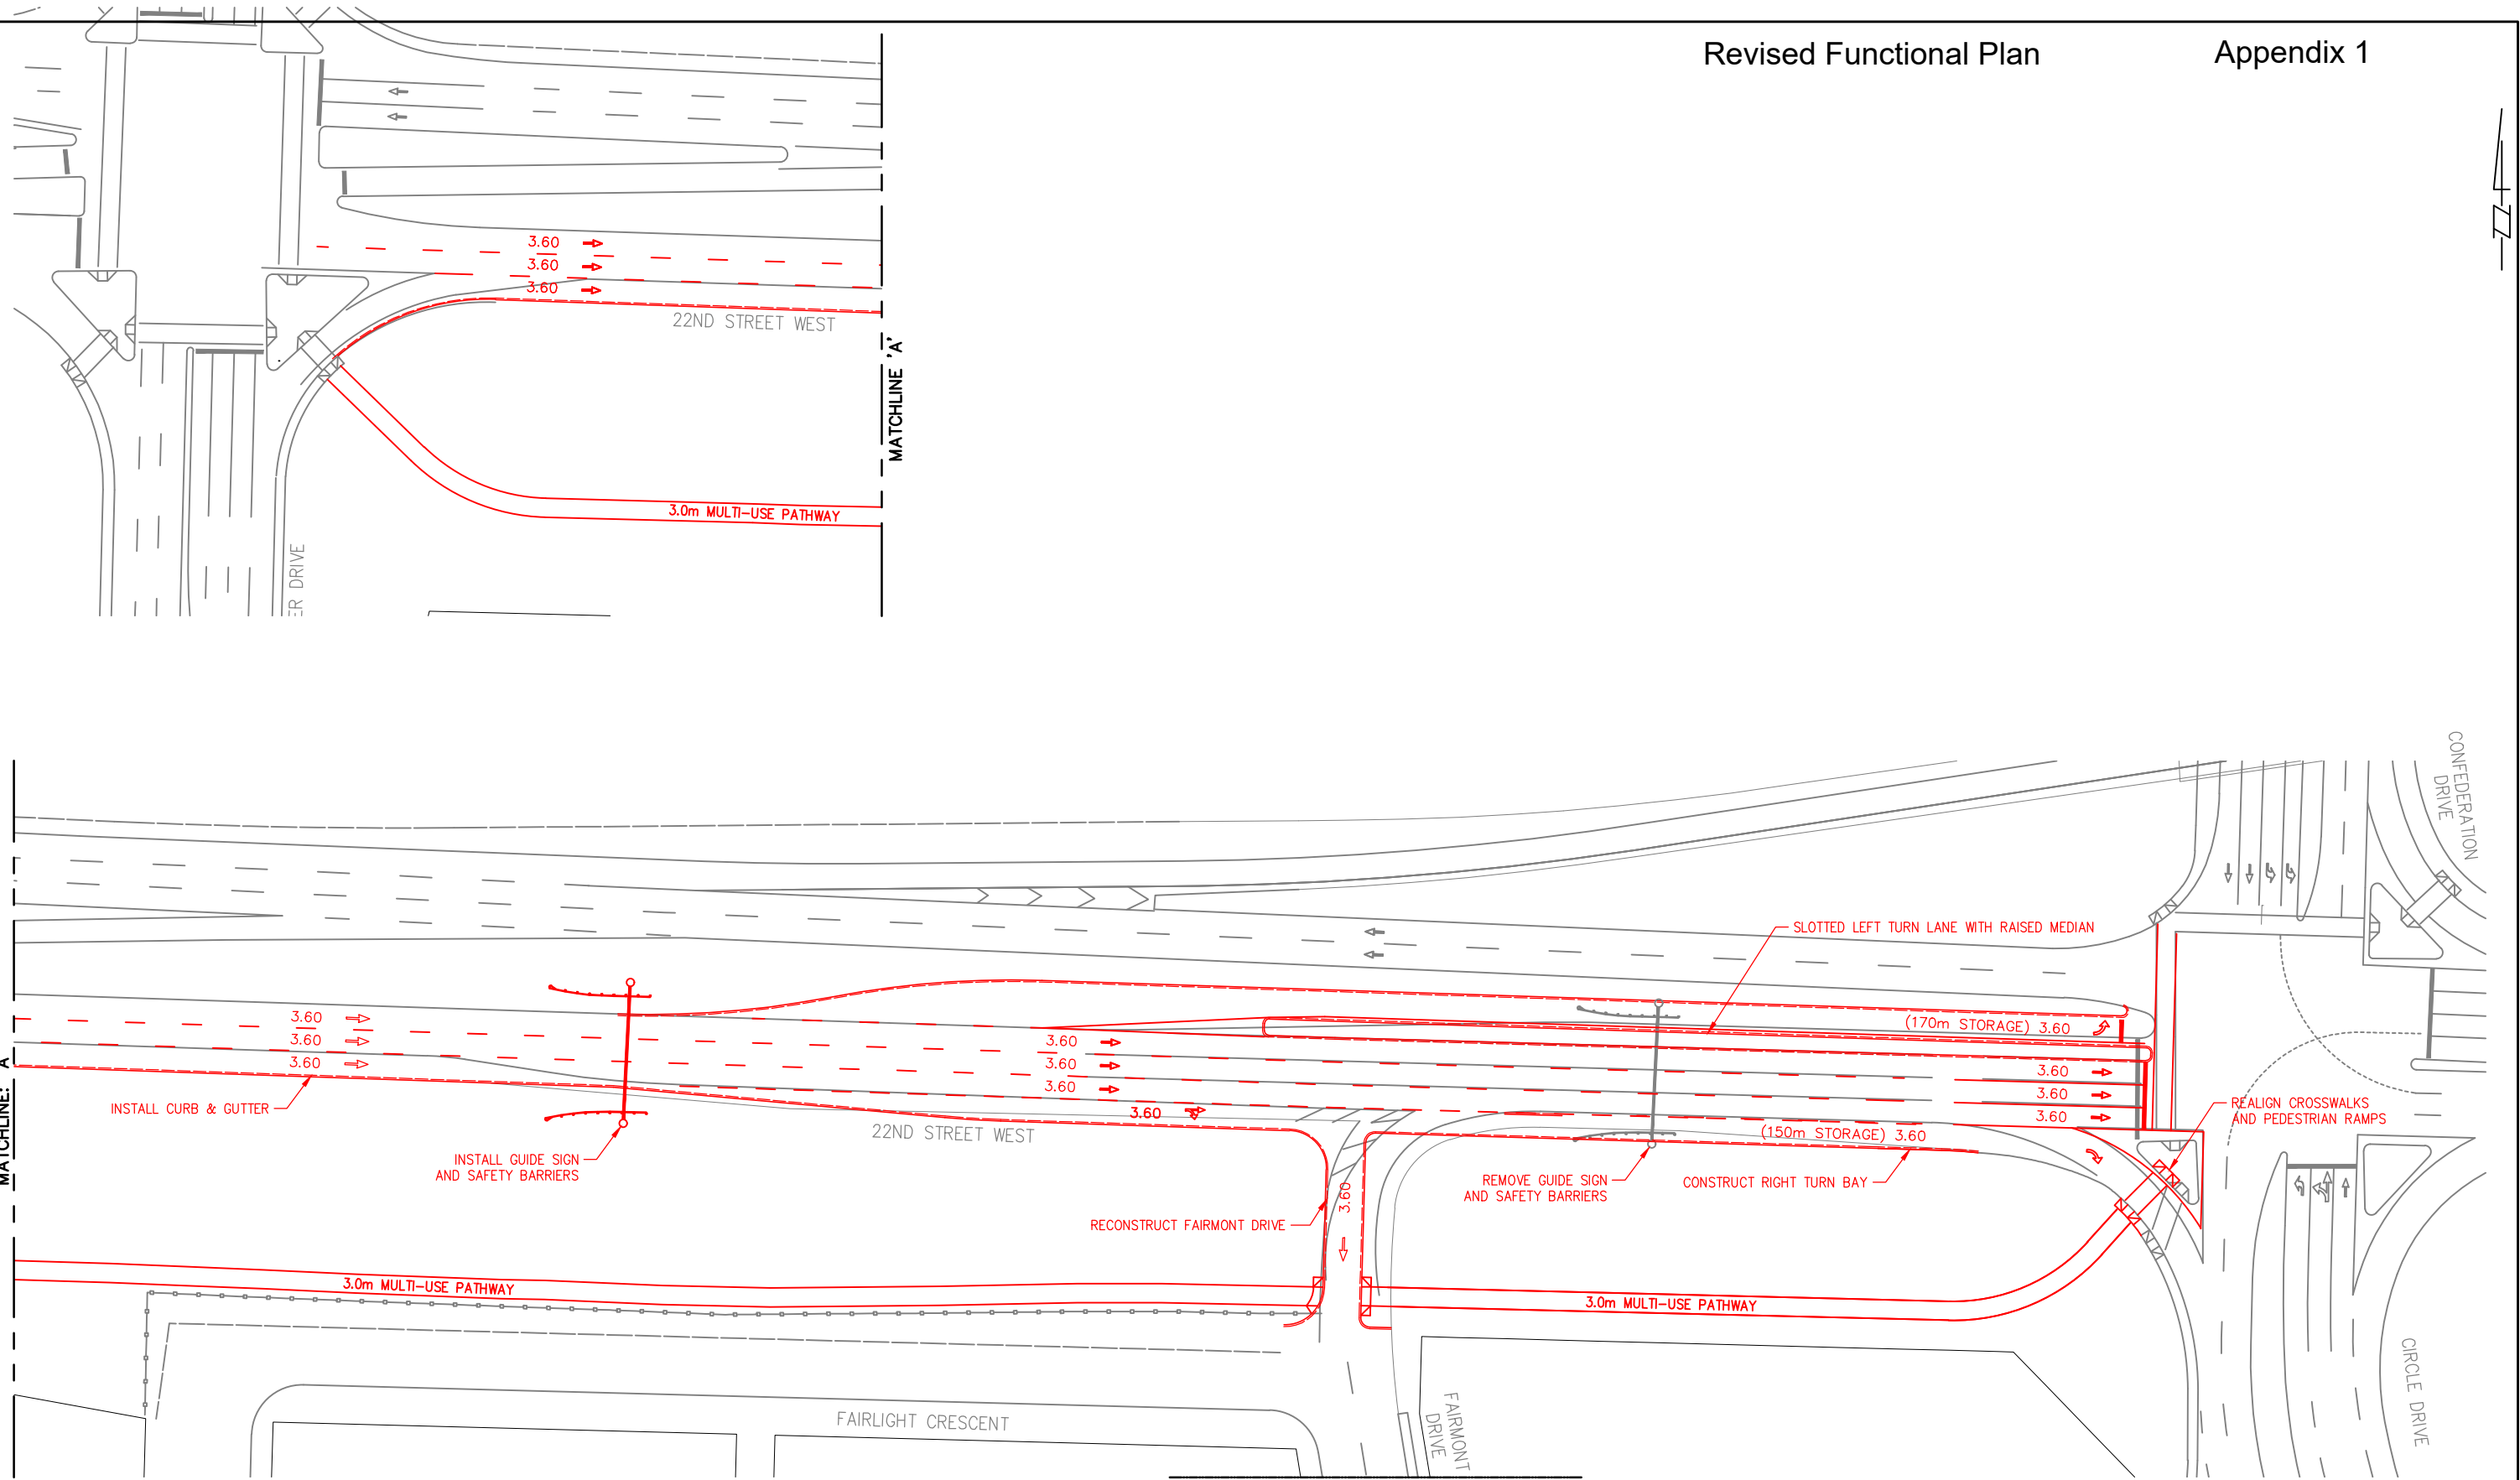 Revised Functional Plan
Appendix 1
3.60
3.60
3.60
22ND STREET WEST
MATCHLINE 'A'
3.0m MULTI-USE PATHWAY
ER DRIVE
CONFEDERATION
DRIVE
SLOTTED LEFT TURN LANE WITH RAISED MEDIAN
3.60
3.60
3.60
(170m STORAGE) 3.60
3.60
3.60
3.60
3.60
3.60
3.60
3.60
INSTALL CURB & GUTTER
22ND STREET WEST
(150m STORAGE) 3.60
REALIGN CROSSWALKS
AND PEDESTRIAN RAMPS
INSTALL GUIDE SIGN
AND SAFETY BARRIERS
3.60
REMOVE GUIDE SIGN
AND SAFETY BARRIERS
CONSTRUCT RIGHT TURN BAY
RECONSTRUCT FAIRMONT DRIVE
3.0m MULTI-USE PATHWAY
3.0m MULTI-USE PATHWAY
FAIRLIGHT CRESCENT
FAIRMONT
DRIVE
CIRCLE DRIVE